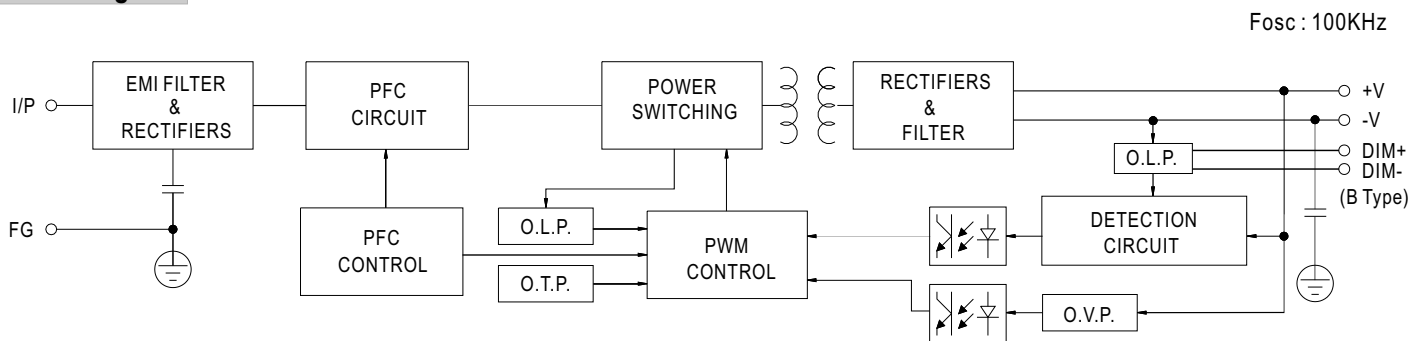 Fosc : 100KHz
I/P
EMI FILTER
&
RECTIFIERS
PFC
CIRCUIT
POWER
SWITCHING
RECTIFIERS
&
FILTER
+V
-V
DIM+
DIM-
(B Type)
O.L.P.
FG
PFC
CONTROL
O.L.P.
O.T.P.
PWM
CONTROL
DETECTION
CIRCUIT
O.V.P.